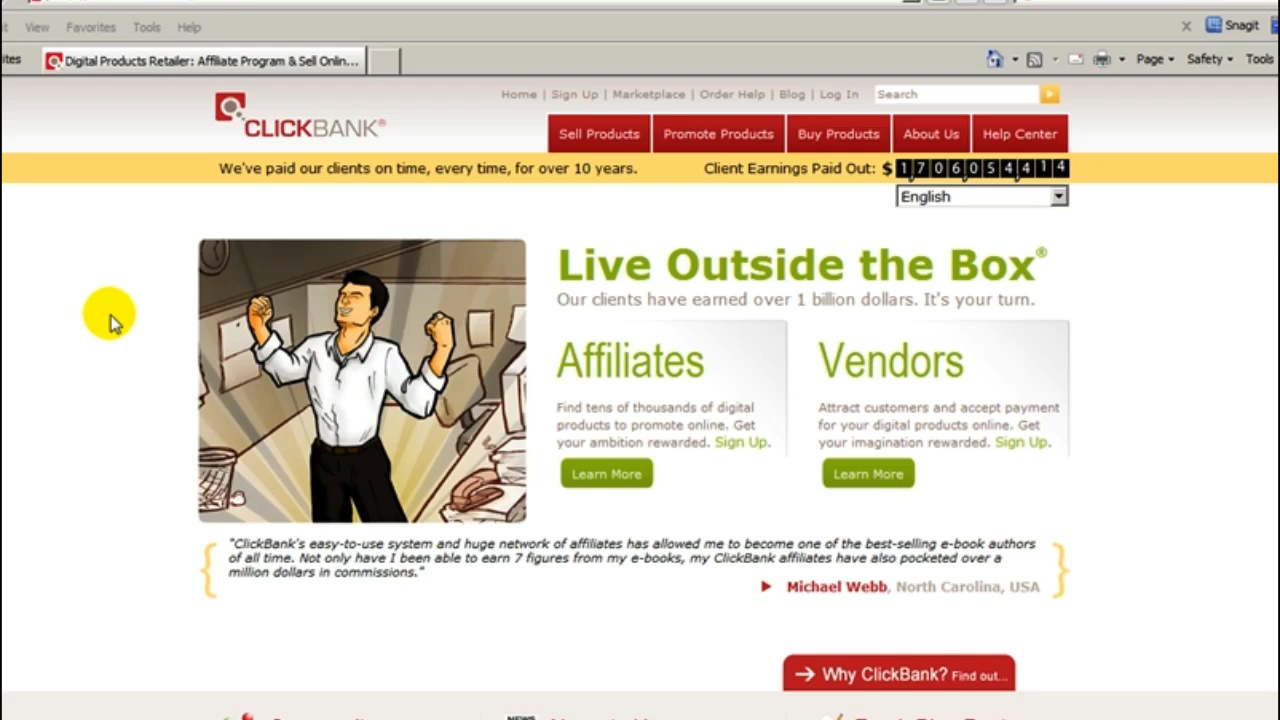 View Favorites Tools Help
Snagit
Digital Products Retailer: Affiliate Program & Sell Onlin...
Page Safety Tools
Home | Sign Up | Marketplace | Order Help | Blog | Log In
Search
CLICKBANK®
Sell Products
Promote Products
Buy Products
About Us
Help Center
We've paid our clients on time, every time, for over 10 years.
Client Earnings Paid Out: $ 1,706,054,414
English
Live Outside the Box®
Our clients have earned over 1 billion dollars. It's your turn.
Affiliates
Find tens of thousands of digital
products to promote online. Get
your ambition rewarded. Sign Up.
Learn More
Vendors
Attract customers and accept payment
for your digital products online. Get
your imagination rewarded. Sign Up.
Learn More
"ClickBank's easy-to-use system and huge network of affiliates has allowed me to become one of the best-selling e-book authors
of all time. Not only have I been able to earn 7 figures from my e-books, my ClickBank affiliates have also pocketed over a
million dollars in commissions."
Michael Webb, North Carolina, USA
Why ClickBank? Find out...